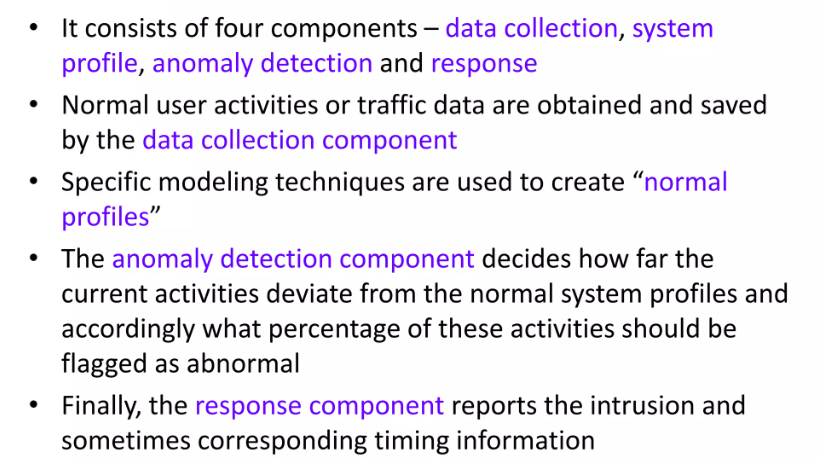 • It consists of four components – data collection, system
profile, anomaly detection and response
• Normal user activities or traffic data are obtained and saved
by the data collection component
• Specific modeling techniques are used to create “normal
profiles”
• The anomaly detection component decides how far the
current activities deviate from the normal system profiles and
accordingly what percentage of these activities should be
flagged as abnormal
• Finally, the response component reports the intrusion and
sometimes corresponding timing information